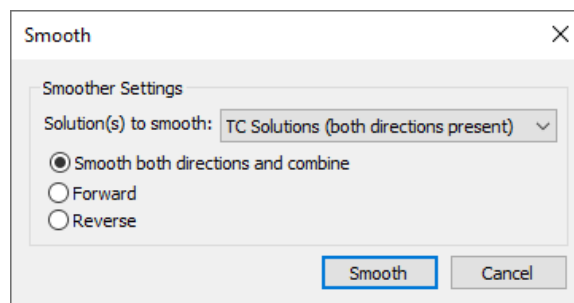 Smooth
Smoother Settings
Solution(s) to smooth: TC Solutions (both directions present)
Smooth both directions and combine
Forward
Reverse
Smooth Cancel